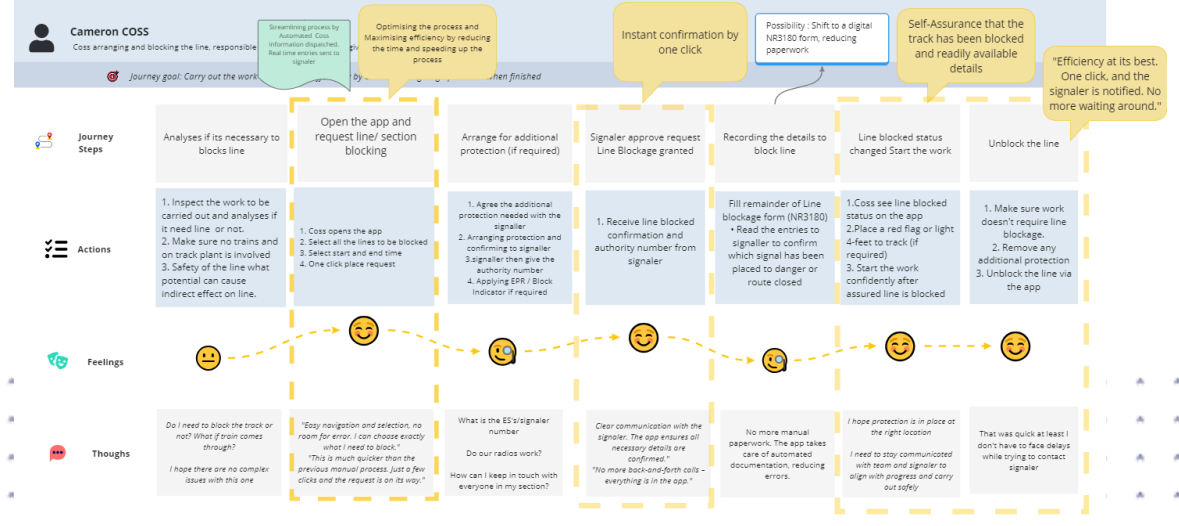 Cameron COSS
Coss arranging and blocking the line, responsible
Journey goal: Carry out the work by when finished
Streamlining process by
Automated Coss
information dispatched.
Real time entries sent to
signaler
Optimising the process and
Maximising efficiency by reducing
the time and speeding up the
process
Instant confirmation by
one click
Possibility : Shift to a digital
NR3180 form, reducing
paperwork
Self-Assurance that the
track has been blocked
and readily available
details
"Efficiency at its best.
One click, and the
signaler is notified. No
more waiting around."
Journey
Steps
Analyses if its necessary to
blocks line
Open the app and
request line/ section
blocking
Arrange for additional
protection (if required)
Signaler approve request
Line Blockage granted
Recording the details to
block line
Line blocked status
changed Start the work
Unblock the line
Actions
1. Inspect the work to be
carried out and analyses if
it need line or not.
2. Make sure no trains and
on track plant is involved
3. Safety of the line what
potential can cause
indirect effect on line.
1. Coss opens the app
2. Select all the lines to be blocked
3. Select start and end time
4. One click place request
1. Agree the additional
protection needed with the
signaller
2. Arranging protection and
confirming to signaller
3.signaller then give the
authority number
4. Applying EPR / Block
Indicator if required
1. Receive line blocked
confirmation and
authority number from
signaler
Fill remainder of Line
blockage form (NR3180)
• Read the entries to
signaller to confirm
which signal has been
placed to danger or
route closed
1.Coss see line blocked
status on the app
2.Place a red flag or light
4-feet to track (if
required)
3. Start the work
confidently after
assured line is blocked
1. Make sure work
doesn't require line
blockage.
2. Remove any
additional protection
3. Unblock the line via
the app
Feelings
Thoughs
Do I need to block the track or
not? What if train comes
through?
I hope there are no complex
issues with this one
"Easy navigation and selection, no
room for error. I can choose exactly
what I need to block."
"This is much quicker than the
previous manual process. Just a few
clicks and the request is on its way."
What is the ES's/signaler
number
Do our radios work?
How can I keep in touch with
everyone in my section?
Clear communication with the
signaler. The app ensures all
necessary details are
confirmed."
"No more back-and-forth calls –
everything is in the app."
No more manual
paperwork. The app takes
care of automated
documentation, reducing
errors.
I hope protection is in place at
the right location
I need to stay communicated
with team and signaler to
align with progress and carry
out safely
That was quick at least I
don't have to face delays
while trying to contact
signaler